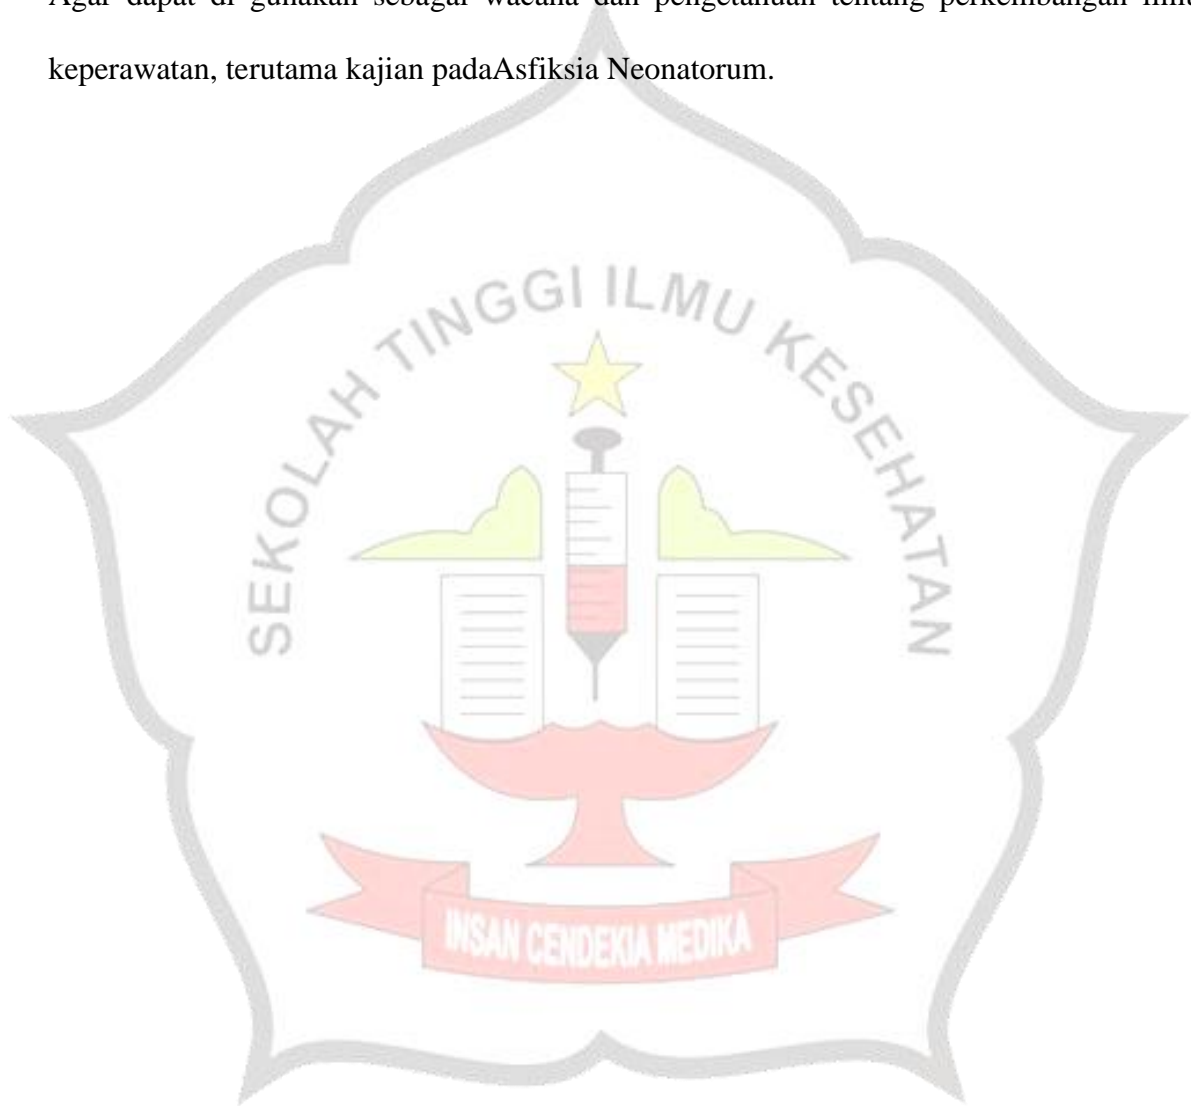 Agar dapat di gunakan sebagai wacana dan pengetahuan tentang perkembangan ilmu
keperawatan, terutama kajian padaAsfiksia Neonatorum.
SEKOLAH TINGGI ILMU KESEHATAN
INSAN CENDEKIA MEDIKA